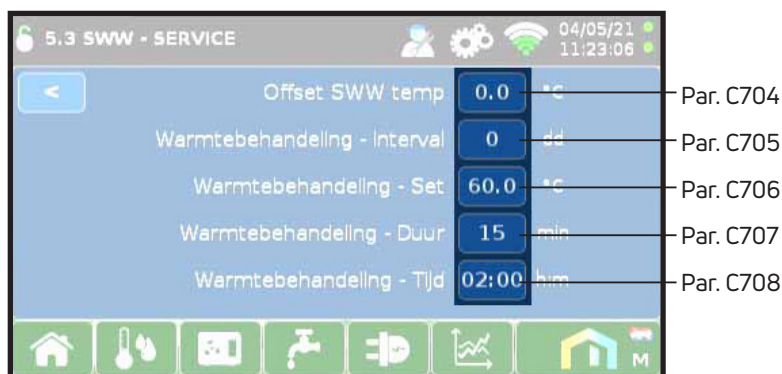 5.3 SWW - SERVICE
04/05/21
11:23:06
<
Offset SWW temp 0.0 °C Par. C704
Warmtebehandeling - Interval 0 dd Par. C705
Warmtebehandeling - Set 60.0 °C Par. C706
Warmtebehandeling - Duur 15 min Par. C707
Warmtebehandeling - Tijd 02:00 h:m Par. C708
M